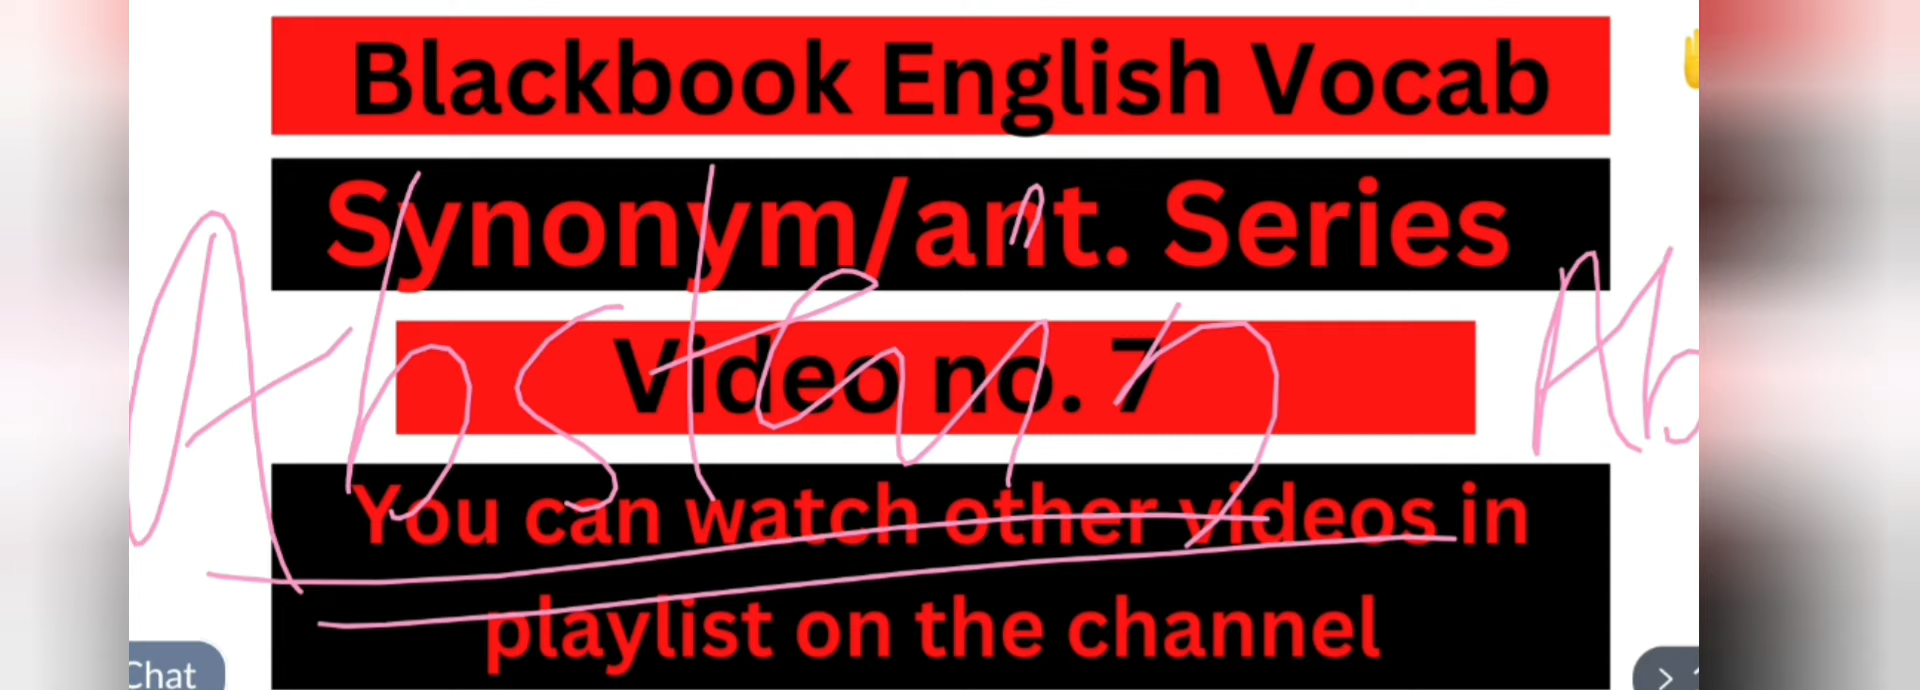 Blackbook English Vocab
Synonym/ant. Series
Video no. 7
You can watch other videos in
playlist on the channel
Ab
Chat